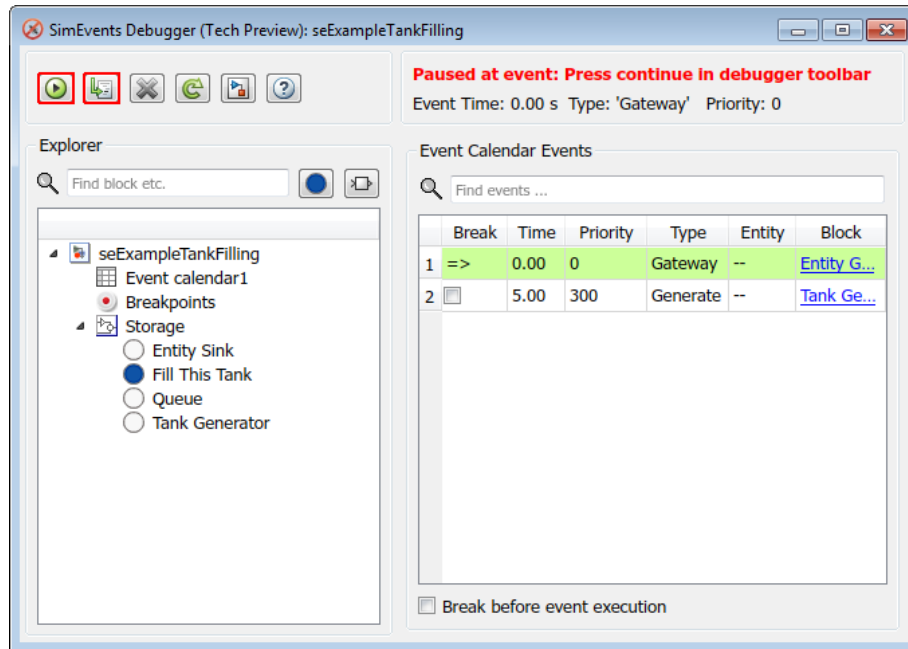 SimEvents Debugger (Tech Preview): seExampleTankFilling
Paused at event: Press continue in debugger toolbar
Event Time: 0.00 s Type: 'Gateway' Priority: 0
Explorer
Find block etc.
seExampleTankFilling
Event calendar1
Breakpoints
Storage
Entity Sink
Fill This Tank
Queue
Tank Generator
Event Calendar Events
Find events ...
Break Time Priority Type Entity Block
1 => 0.00 0 Gateway -- Entity G...
2 5.00 300 Generate -- Tank Ge...
Break before event execution